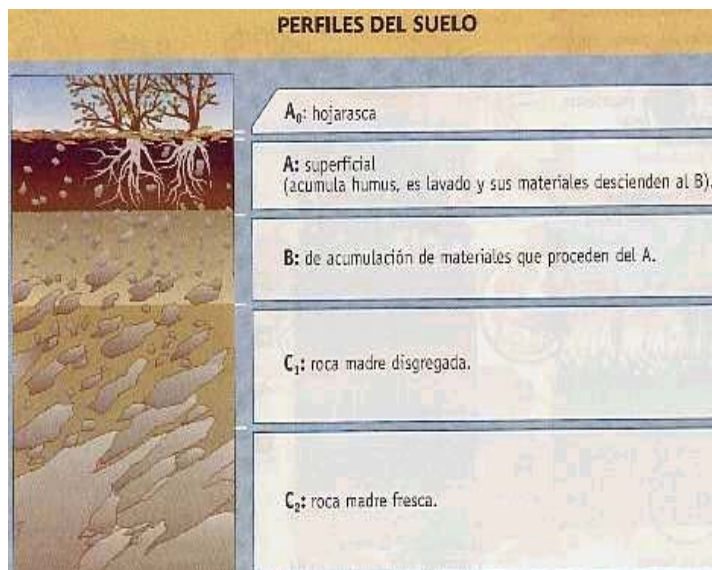 PERFILES DEL SUELO
A₀: hojarasca
A: superficial
(acumula humus, es lavado y sus materiales descienden al B).
B: de acumulación de materiales que proceden del A.
C₁: roca madre disgregada.
C₂: roca madre fresca.